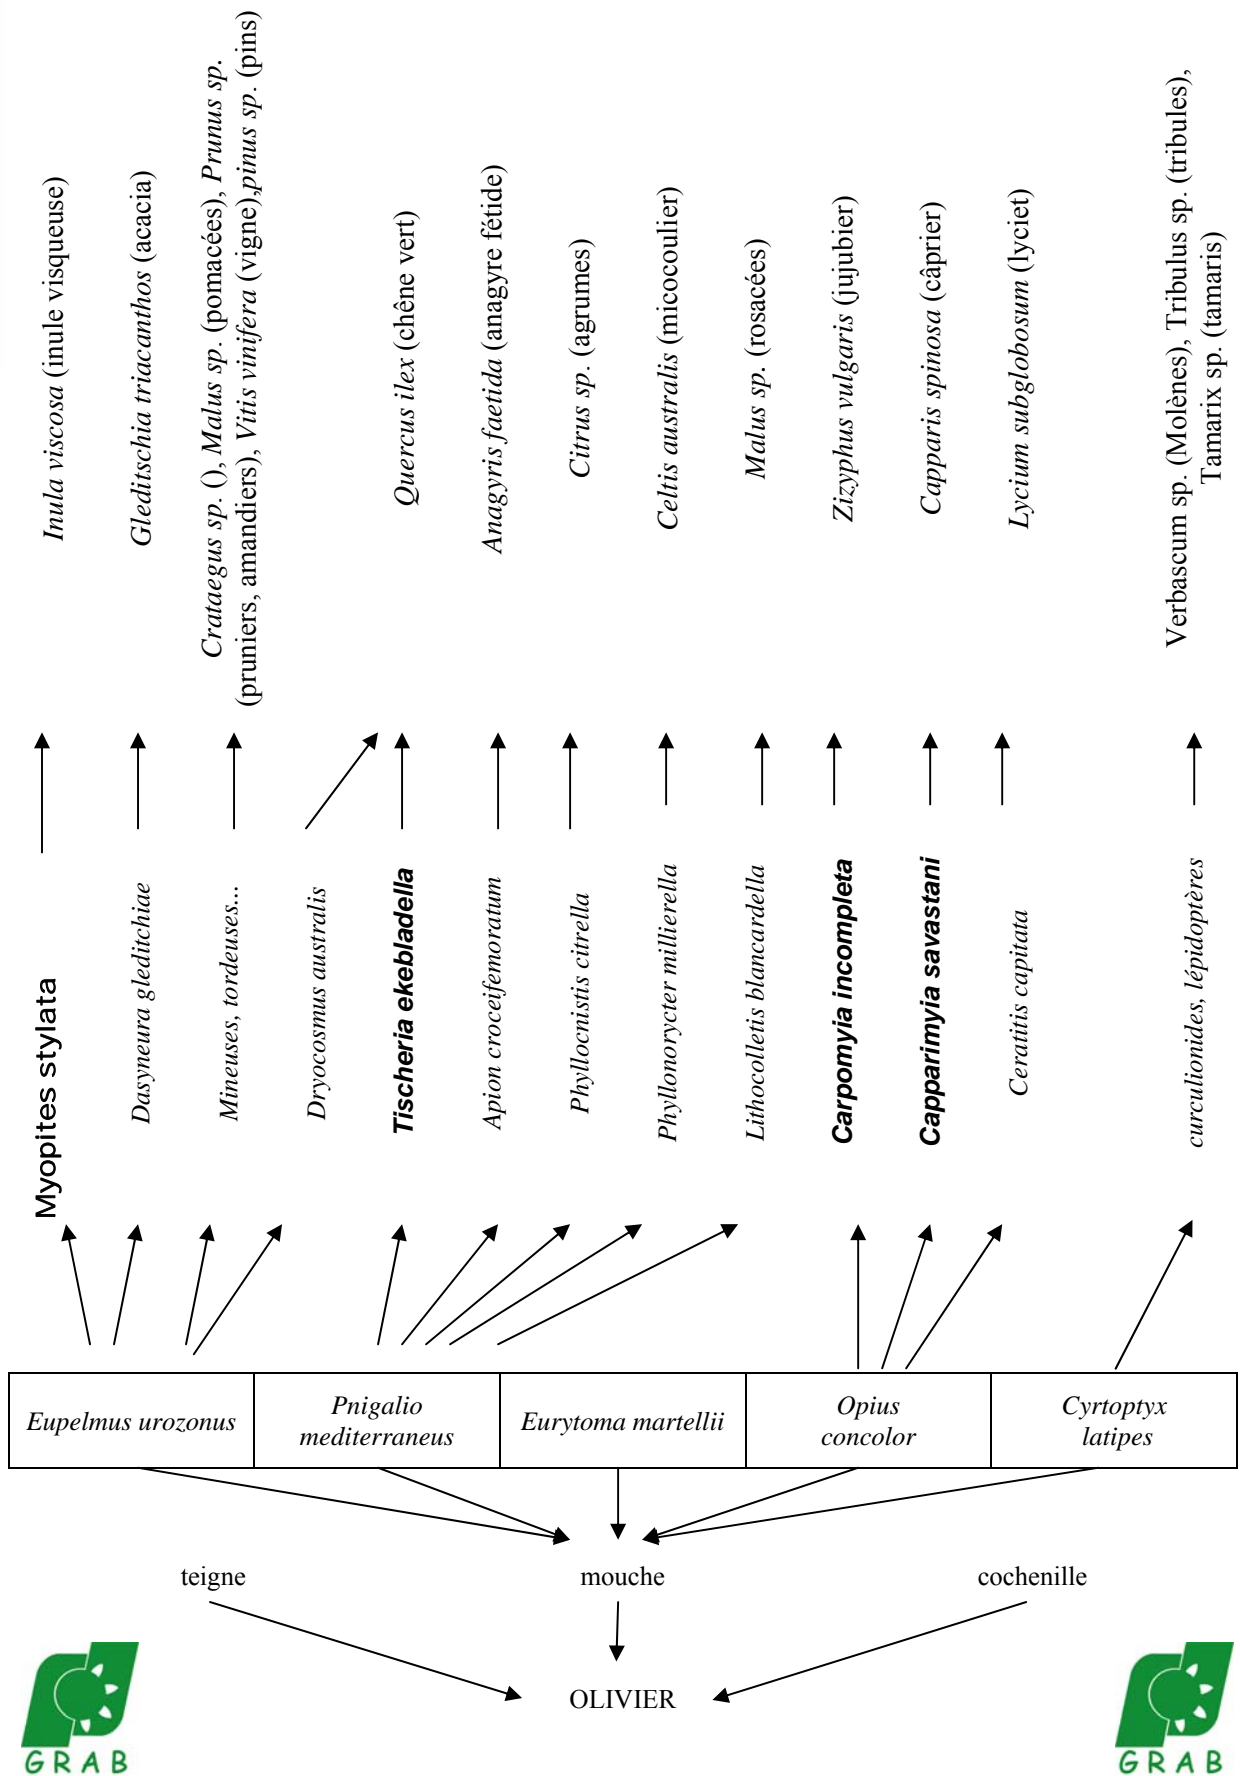 Inula viscosa (inule visqueuse)
Gleditschia triacanthos (acacia)
Crataegus sp. (), Malus sp. (pomacées), Prunus sp.
(pruniers, amandiers), Vitis vinifera (vigne),pinus sp. (pins)
Quercus ilex (chêne vert)
Anagyris faetida (anagyre fétide)
Citrus sp. (agrumes)
Celtis australis (micocoulier)
Malus sp. (rosacées)
Zizyphus vulgaris (jujubier)
Capparis spinosa (câprier)
Lycium subglobosum (lyciet)
Verbascum sp. (Molènes), Tribulus sp. (tribules),
Tamarix sp. (tamaris)
Myopites stylata
Dasyneura gleditchiae
Mineuses, tordeuses...
Dryocosmus australis
Tischeria ekebladella
Apion croceifemoratum
Phyllocnistis citrella
Phyllonorycter millierella
Lithocolletis blancardella
Carpomyia incompleta
Capparimyia savastani
Ceratitis capitata
curculionides, lépidoptères
Eupelmus urozonus
Pnigalio
mediterraneus
Eurytoma martellii
Opius
concolor
Cyrtoptyx
latipes
teigne
mouche
cochenille
OLIVIER
GRAB
GRAB